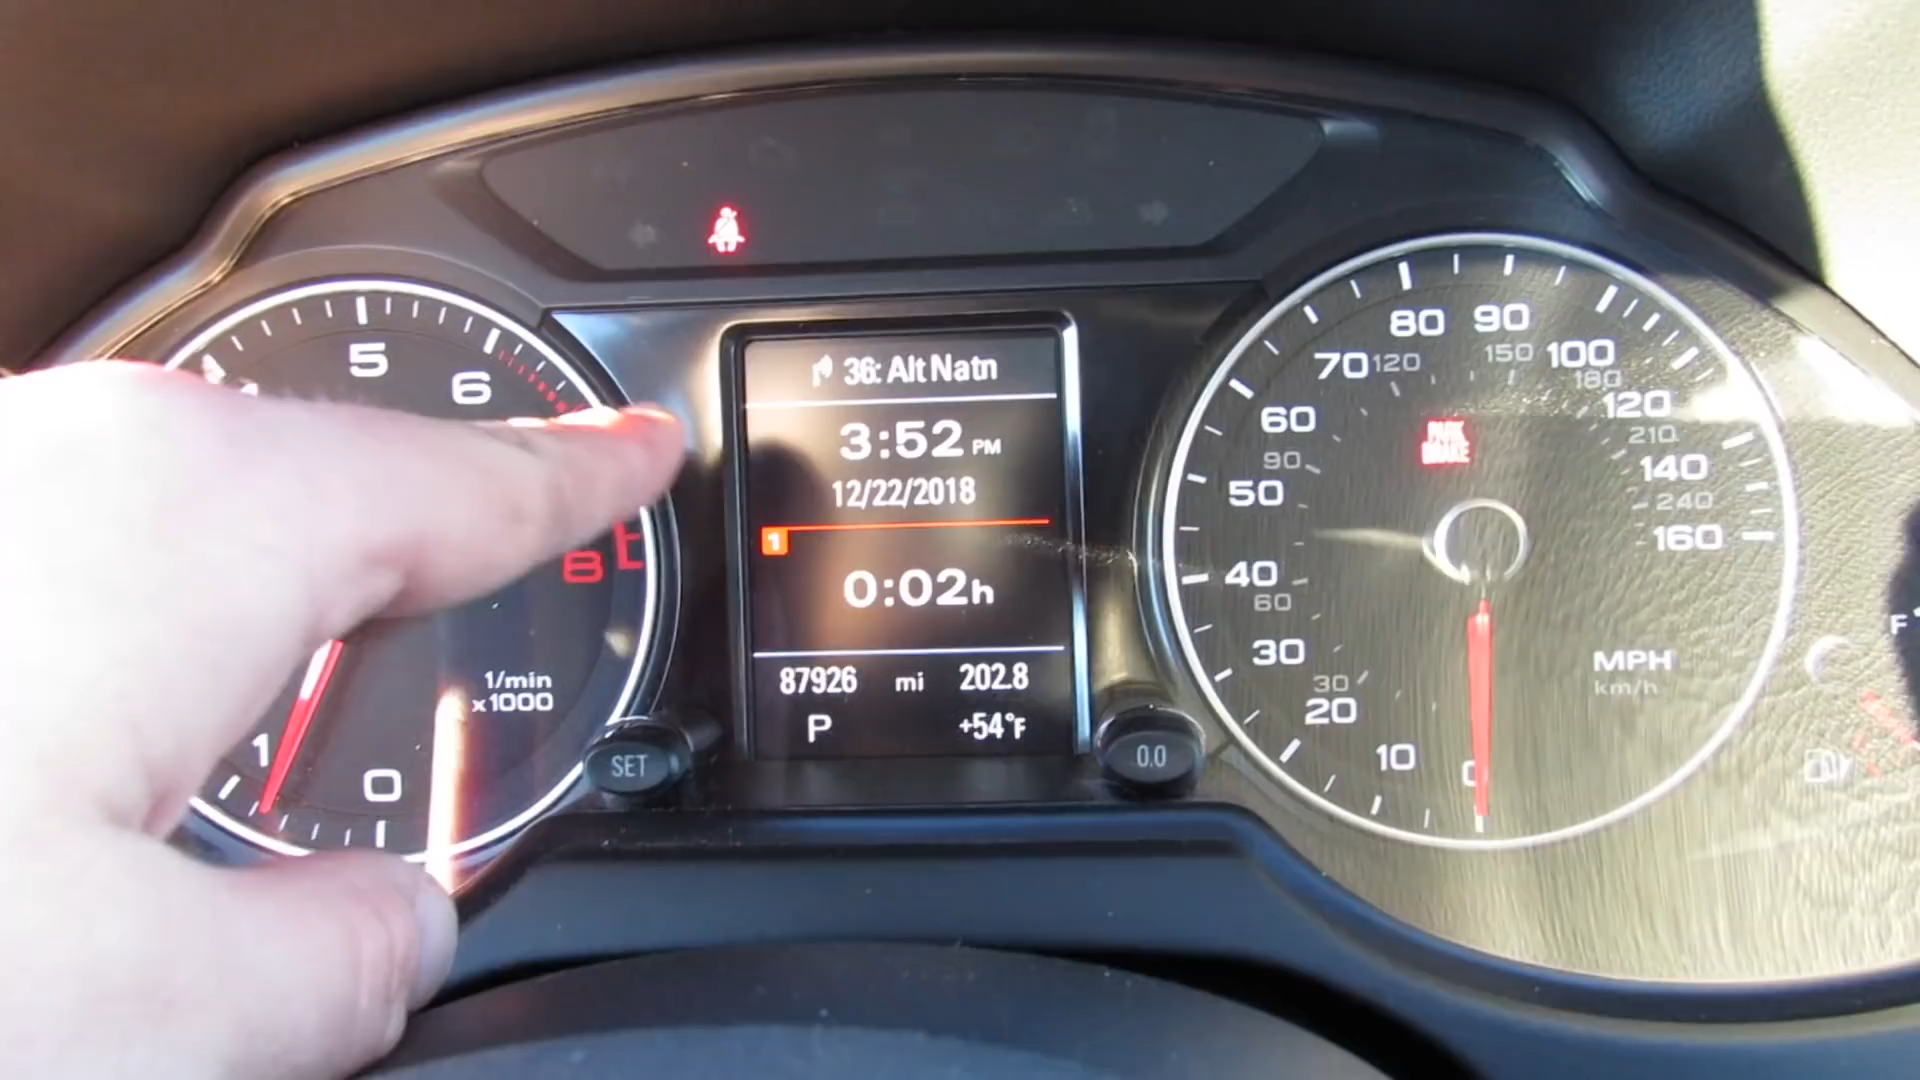 36: Alt Natn
3:52 PM
12/22/2018
1
0:02h
87926 mi 202.8
P +54°F
5
6
8
1/min
x1000
1
0
SET
0.0
80 90
70 120 150 100
180
60 120
210
90 140
50 240
160
40
60
30
30
20
10
MPH
km/h
PARK
BRAKE
F